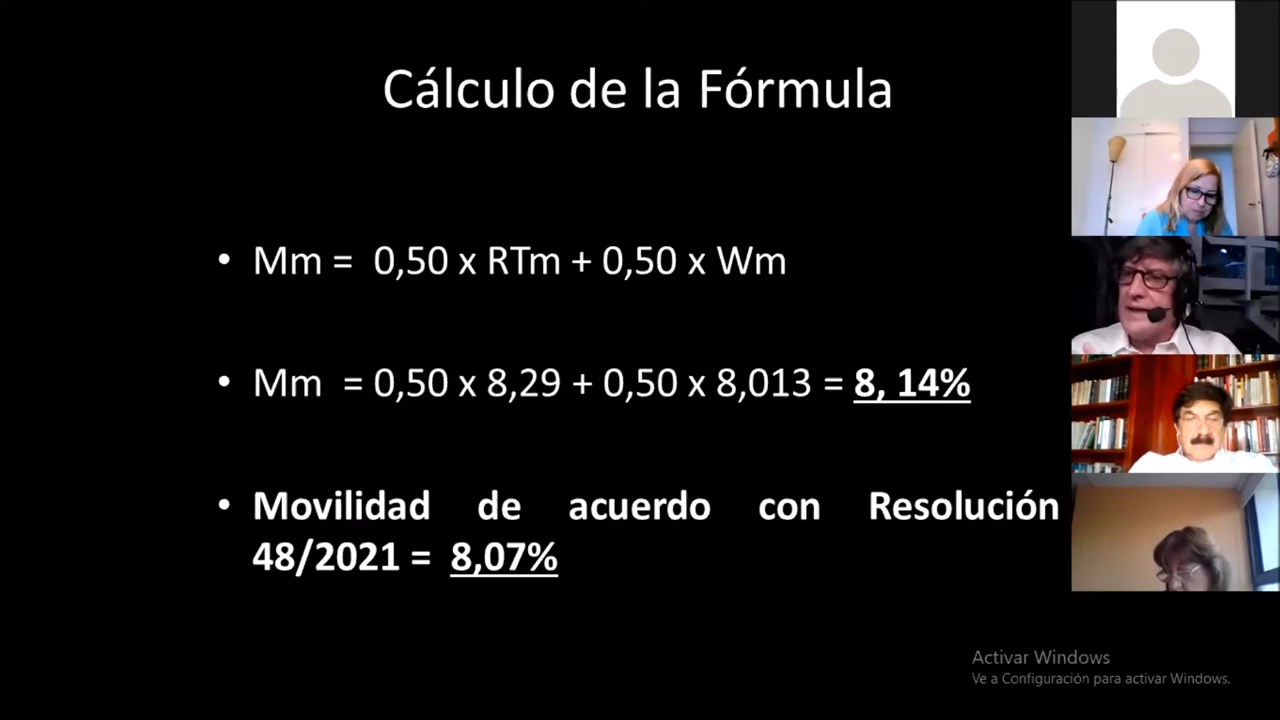 Cálculo de la Fórmula
• Mm = 0,50 x RTm + 0,50 x Wm
• Mm = 0,50 x 8,29 + 0,50 x 8,013 = 8, 14%
• Movilidad de acuerdo con Resolución
48/2021 = 8,07%
Activar Windows
Ve a Configuración para activar Windows.